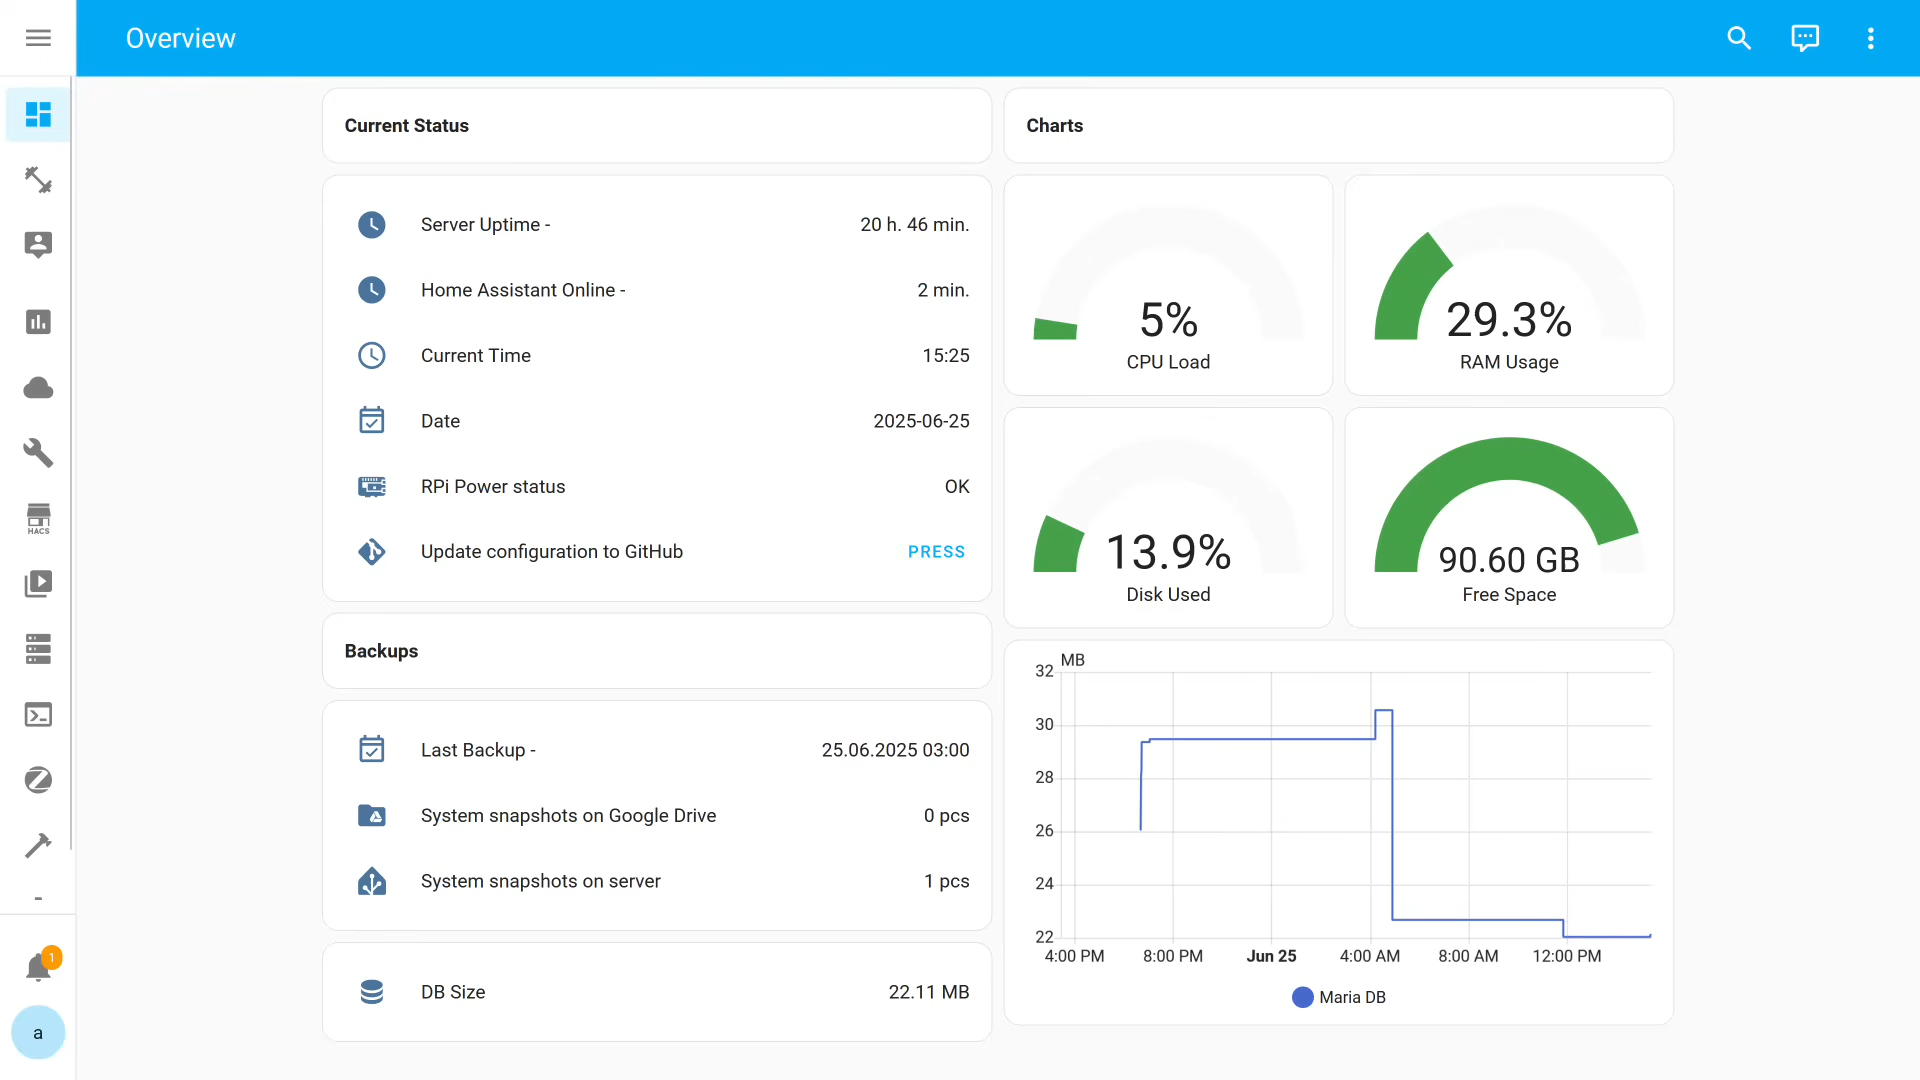 Overview
Current Status
Server Uptime - 20 h. 46 min.
Home Assistant Online - 2 min.
Current Time 15:25
Date 2025-06-25
RPi Power status OK
Update configuration to GitHub PRESS
Backups
Last Backup - 25.06.2025 03:00
System snapshots on Google Drive 0 pcs
System snapshots on server 1 pcs
DB Size 22.11 MB
Charts
5%
CPU Load
29.3%
RAM Usage
13.9%
Disk Used
90.60 GB
Free Space
MB
32
30
28
26
24
22
4:00 PM 8:00 PM Jun 25 4:00 AM 8:00 AM 12:00 PM
Maria DB
HACS
1
a